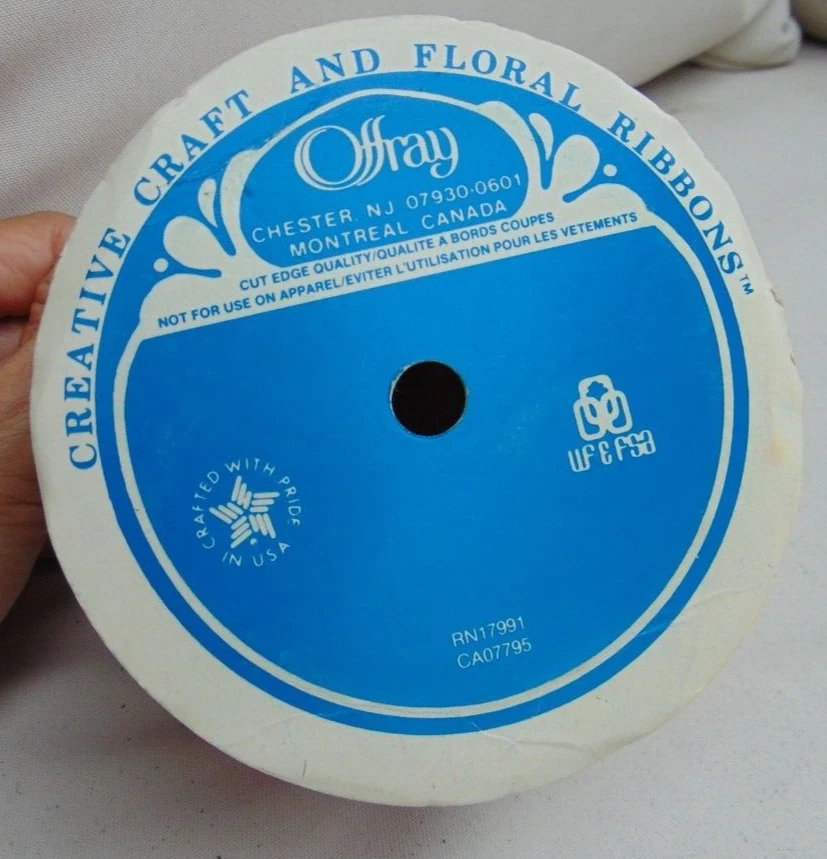 CREATIVE CRAFT AND FLORAL RIBBONS™
Offray
CHESTER. NJ 07930-0601
MONTREAL CANADA
CUT EDGE QUALITY/QUALITE A BORDS COUPES
NOT FOR USE ON APPAREL/EVITER L'UTILISATION POUR LES VETEMENTS
WF&FSA
CRAFTED WITH PRIDE
IN USA
RN17991
CA07795